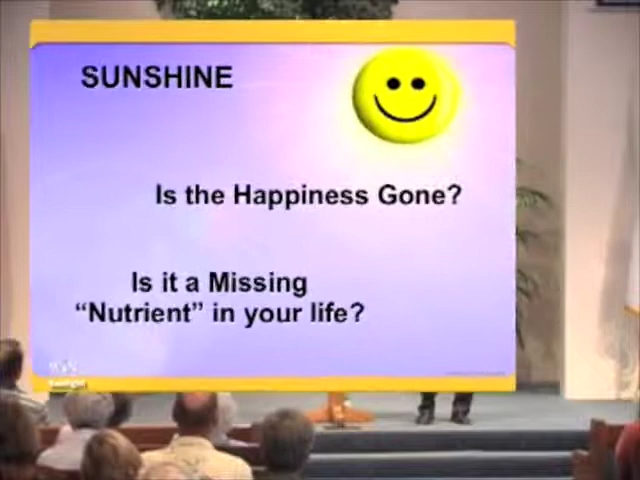 SUNSHINE
Is the Happiness Gone?
Is it a Missing
“Nutrient” in your life?